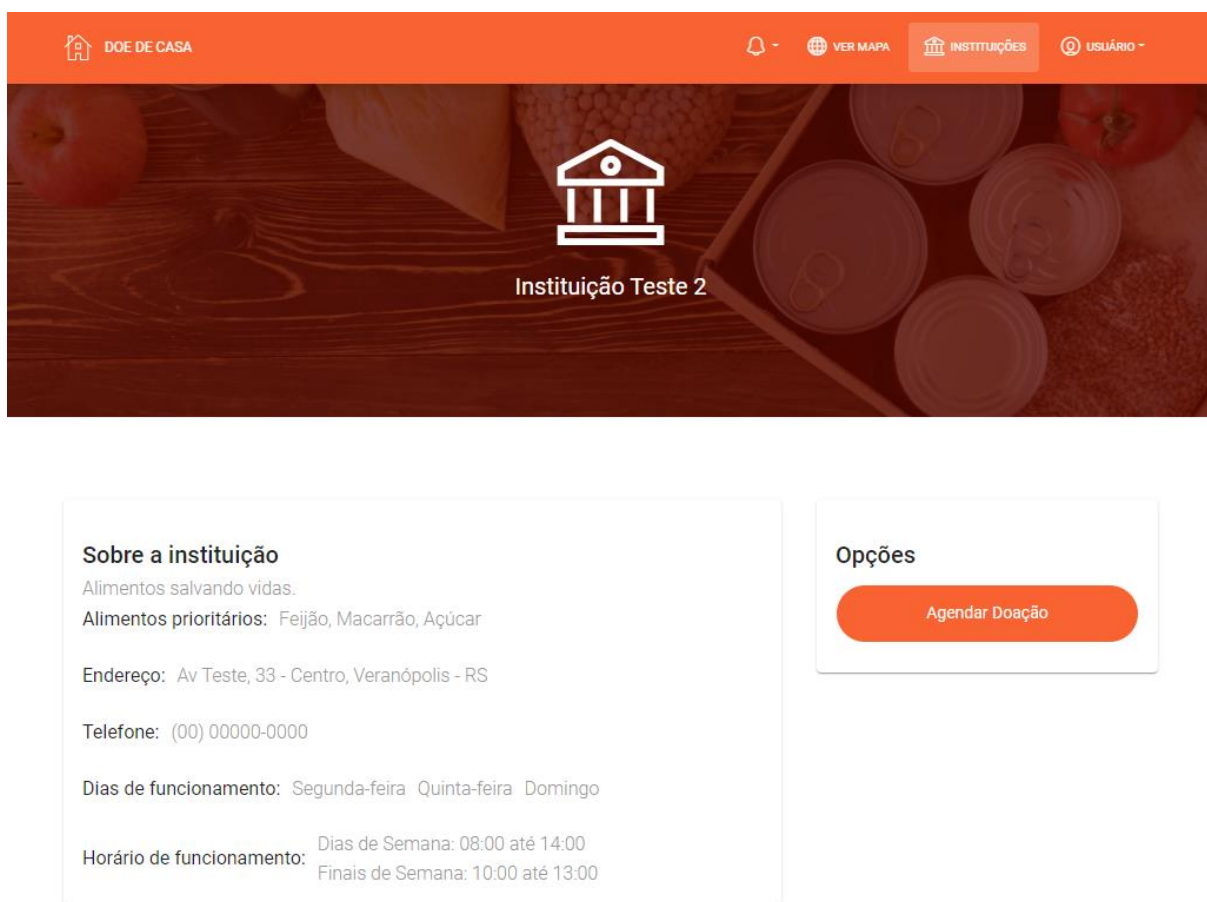 DOE DE CASA
VER MAPA
INSTITUIÇÕES
USUÁRIO
Instituição Teste 2
Sobre a instituição
Alimentos salvando vidas.
Alimentos prioritários: Feijão, Macarrão, Açúcar
Endereço: Av Teste, 33 - Centro, Veranópolis - RS
Telefone: (00) 00000-0000
Dias de funcionamento: Segunda-feira Quinta-feira Domingo
Horário de funcionamento: Dias de Semana: 08:00 até 14:00
Finais de Semana: 10:00 até 13:00
Opções
Agendar Doação